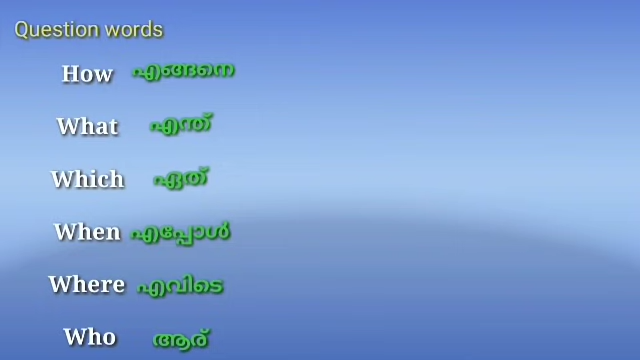 Question words
How എങ്ങനെ
What എന്ത്
Which ഏത്
When എപ്പോൾ
Where എവിടെ
Who ആര്